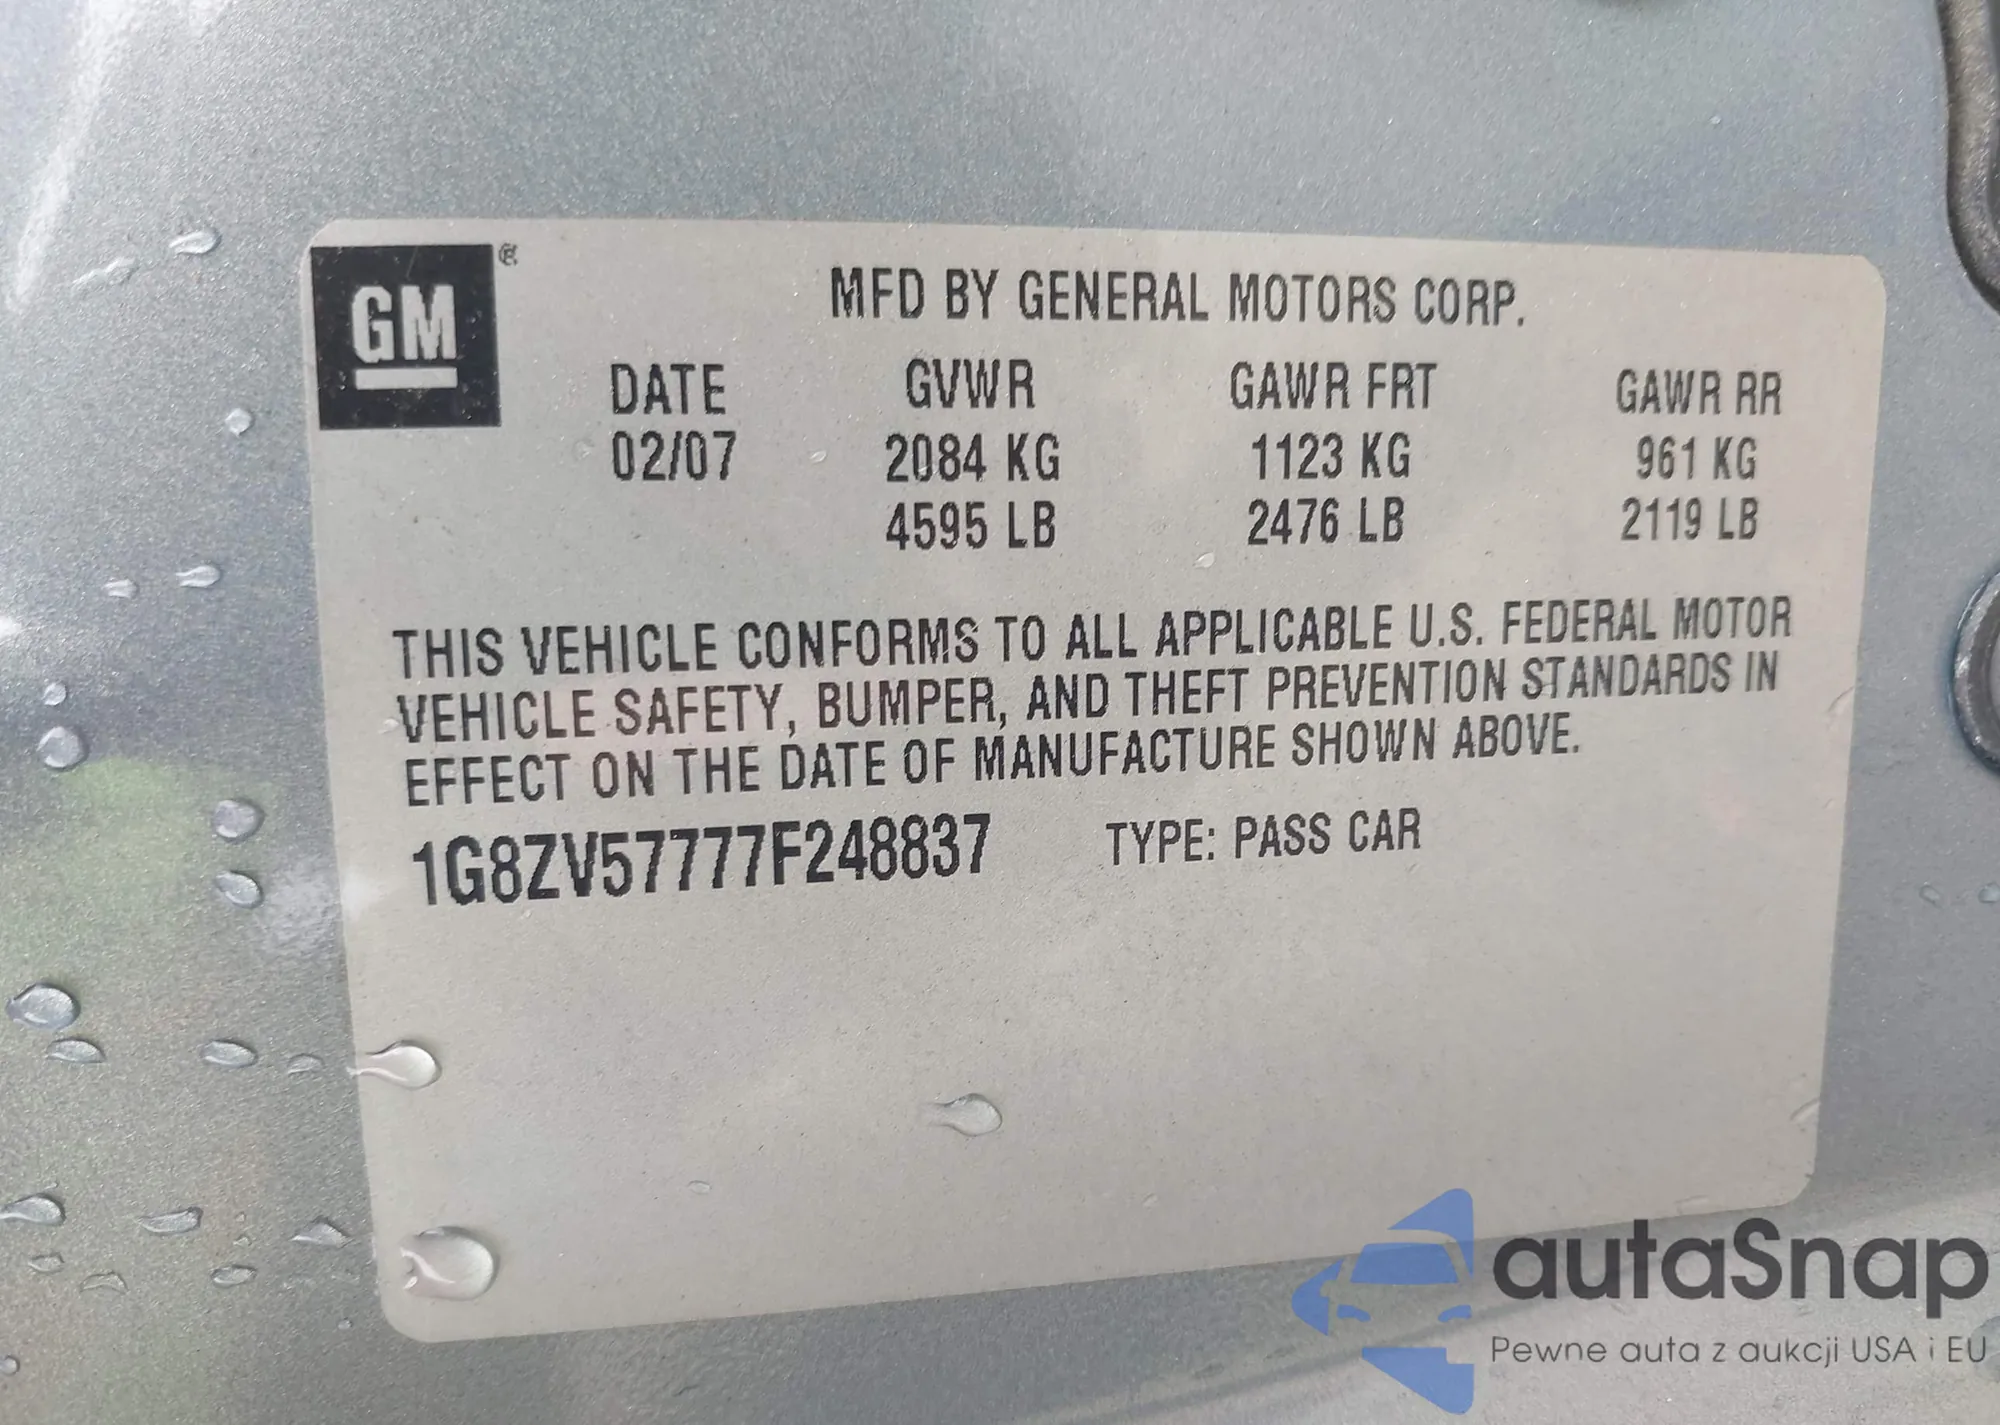 GM®
MFD BY GENERAL MOTORS CORP.
DATE GVWR GAWR FRT GAWR RR
02/07 2084 KG 1123 KG 961 KG
4595 LB 2476 LB 2119 LB
THIS VEHICLE CONFORMS TO ALL APPLICABLE U.S. FEDERAL MOTOR
VEHICLE SAFETY, BUMPER, AND THEFT PREVENTION STANDARDS IN
EFFECT ON THE DATE OF MANUFACTURE SHOWN ABOVE.
1G8ZV57777F248837 TYPE: PASS CAR
autaSnap
Pewne auta z aukcji USA i EU